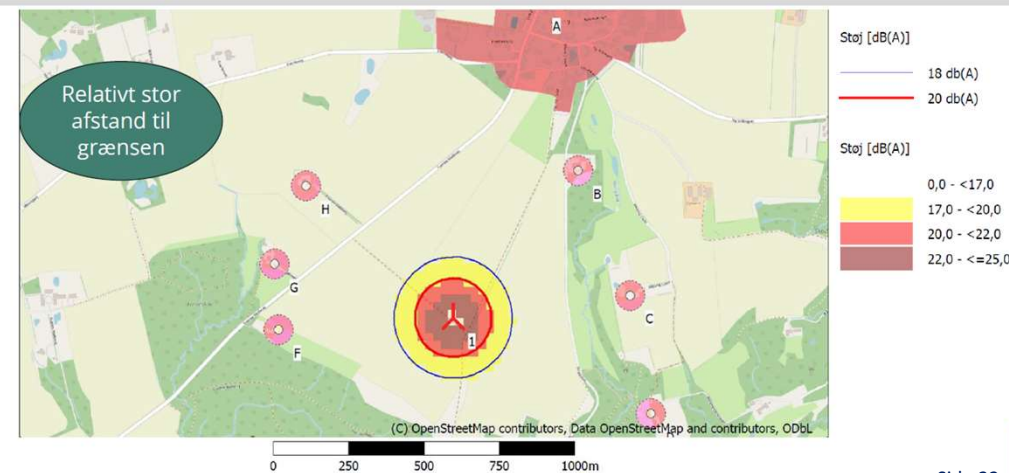 Relativt stor
afstand til
grænsen
A
B
H
G
C
F
1
(C) OpenStreetMap contributors, Data OpenStreetMap and contributors, ODbL
0 250 500 750 1000m
Støj [dB(A)]
18 db(A)
20 db(A)
Støj [dB(A)]
0,0 - <17,0
17,0 - <20,0
20,0 - <22,0
22,0 - <=25,0